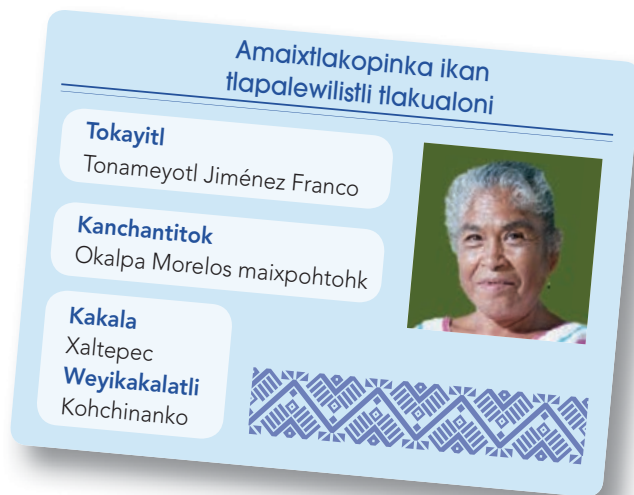 Amaixtlakopinka ikan
tlapalewilistli tlakualoni
Tokayitl
Tonameyotl Jiménez Franco
Kanchantitok
Okalpa Morelos maixpohtohk
Kakala
Xaltepec
Weyikakalatli
Kohchinanko